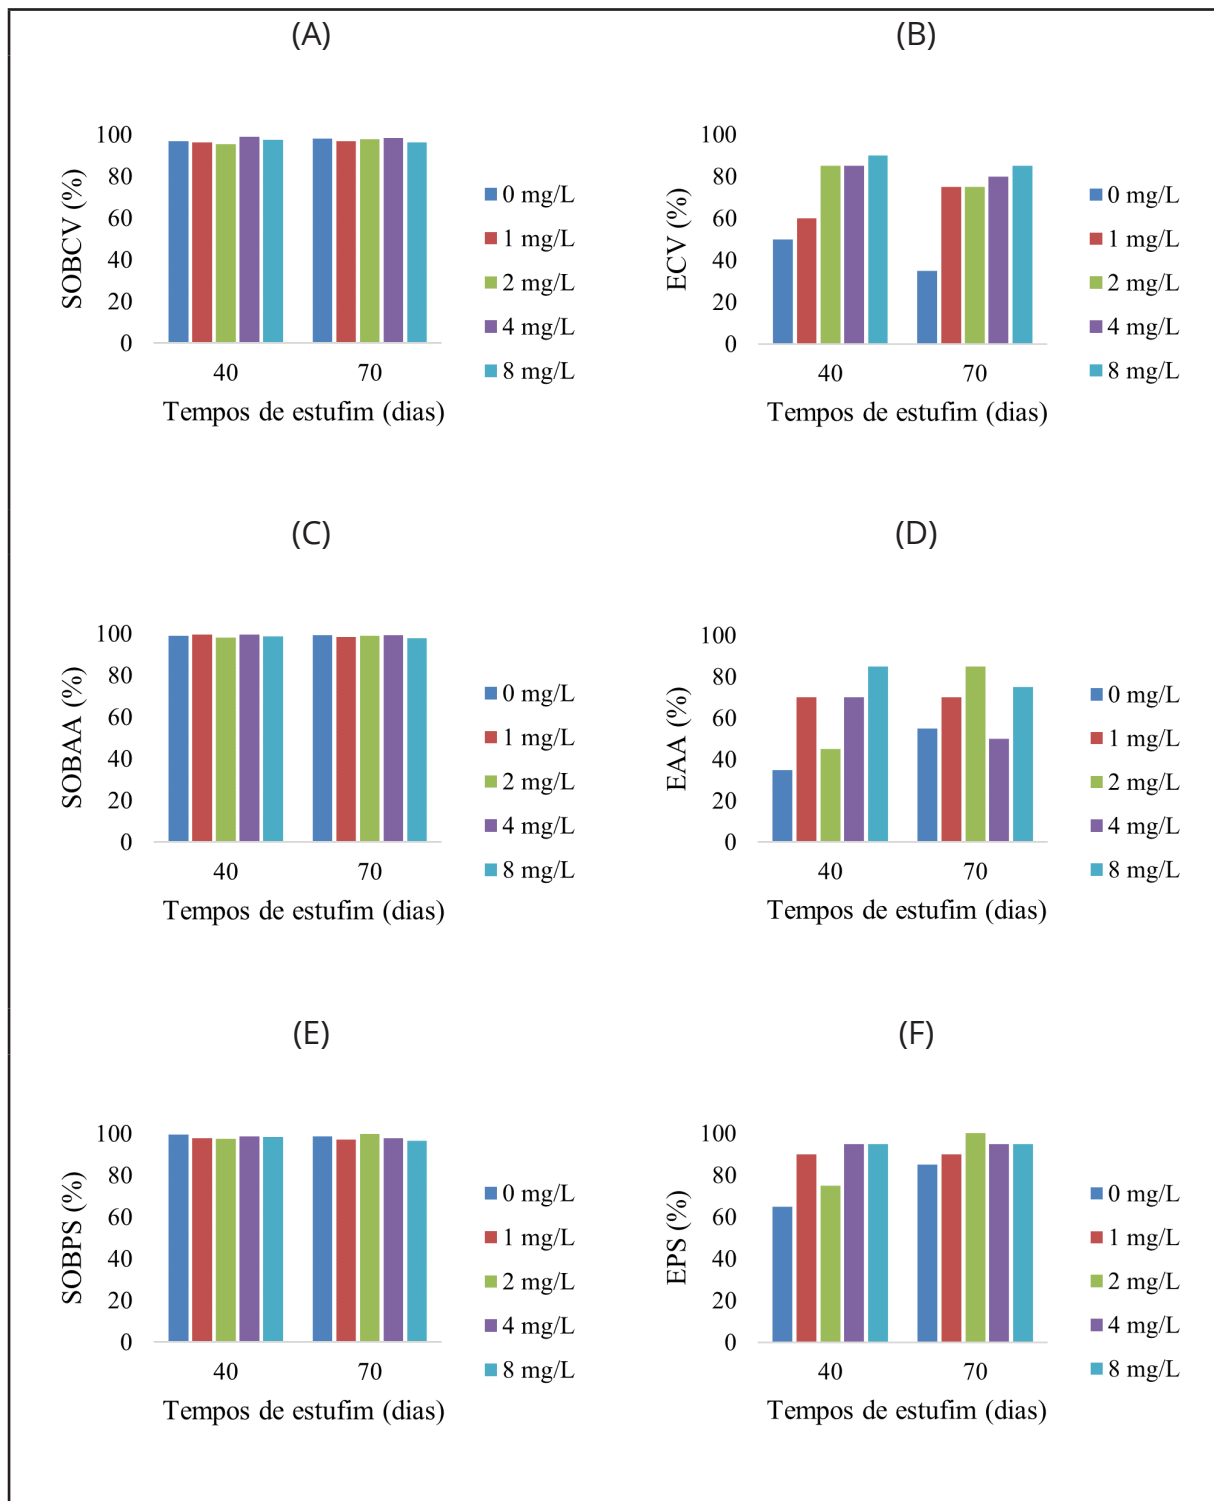 (A)
SOBCV (%)
100
80
60
40
20
0
40 70
Tempos de estufim (dias)
0 mg/L
1 mg/L
2 mg/L
4 mg/L
8 mg/L
(B)
ECV (%)
100
80
60
40
20
0
40 70
Tempos de estufim (dias)
0 mg/L
1 mg/L
2 mg/L
4 mg/L
8 mg/L
(C)
SOBAA (%)
100
80
60
40
20
0
40 70
Tempos de estufim (dias)
0 mg/L
1 mg/L
2 mg/L
4 mg/L
8 mg/L
(D)
EAA (%)
100
80
60
40
20
0
40 70
Tempos de estufim (dias)
0 mg/L
1 mg/L
2 mg/L
4 mg/L
8 mg/L
(E)
SOBPS (%)
100
80
60
40
20
0
40 70
Tempos de estufim (dias)
0 mg/L
1 mg/L
2 mg/L
4 mg/L
8 mg/L
(F)
EPS (%)
100
80
60
40
20
0
40 70
Tempos de estufim (dias)
0 mg/L
1 mg/L
2 mg/L
4 mg/L
8 mg/L